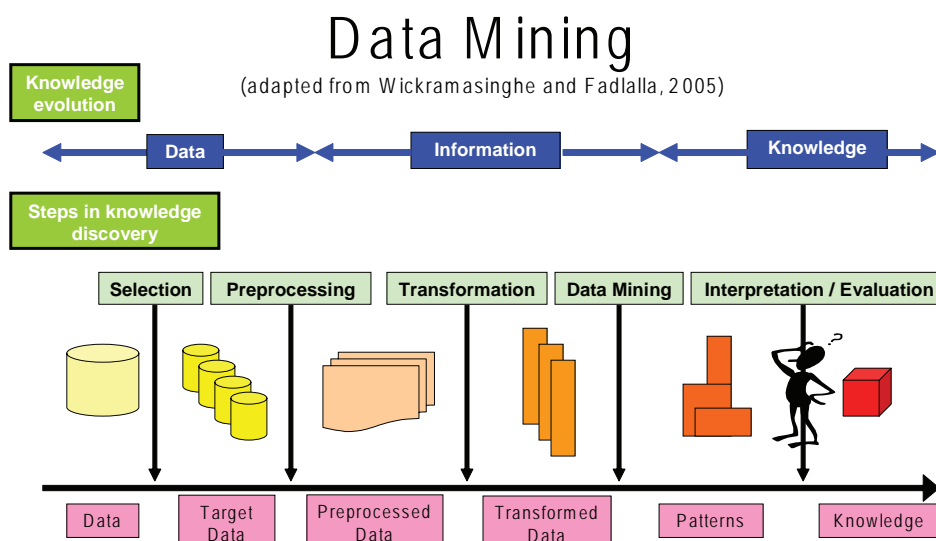 Data Mining
(adapted from Wickramasinghe and Fadlalla, 2005)
Knowledge
evolution
Data
Information
Knowledge
Steps in knowledge
discovery
Selection
Preprocessing
Transformation
Data Mining
Interpretation / Evaluation
?
Data
Target
Data
Preprocessed
Data
Transformed
Data
Patterns
Knowledge